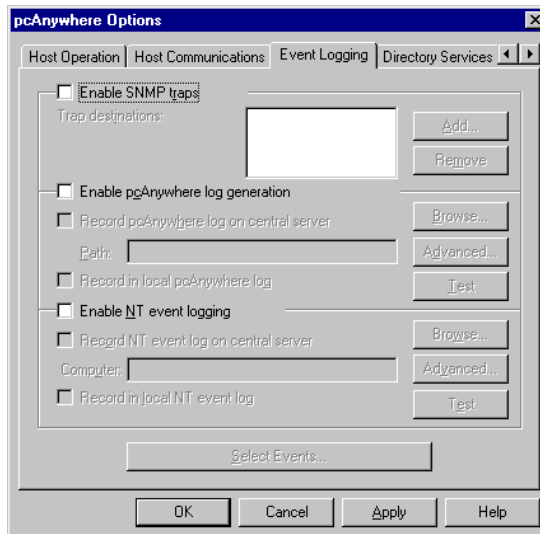 pcAnywhere Options
Host Operation Host Communications Event Logging Directory Services
Enable SNMP traps
Trap destinations:
Add...
Remove
Enable pcAnywhere log generation
Record pcAnywhere log on central server
Browse...
Path:
Advanced...
Record in local pcAnywhere log
Test
Enable NT event logging
Record NT event log on central server
Browse...
Computer:
Advanced...
Record in local NT event log
Test
Select Events...
OK Cancel Apply Help